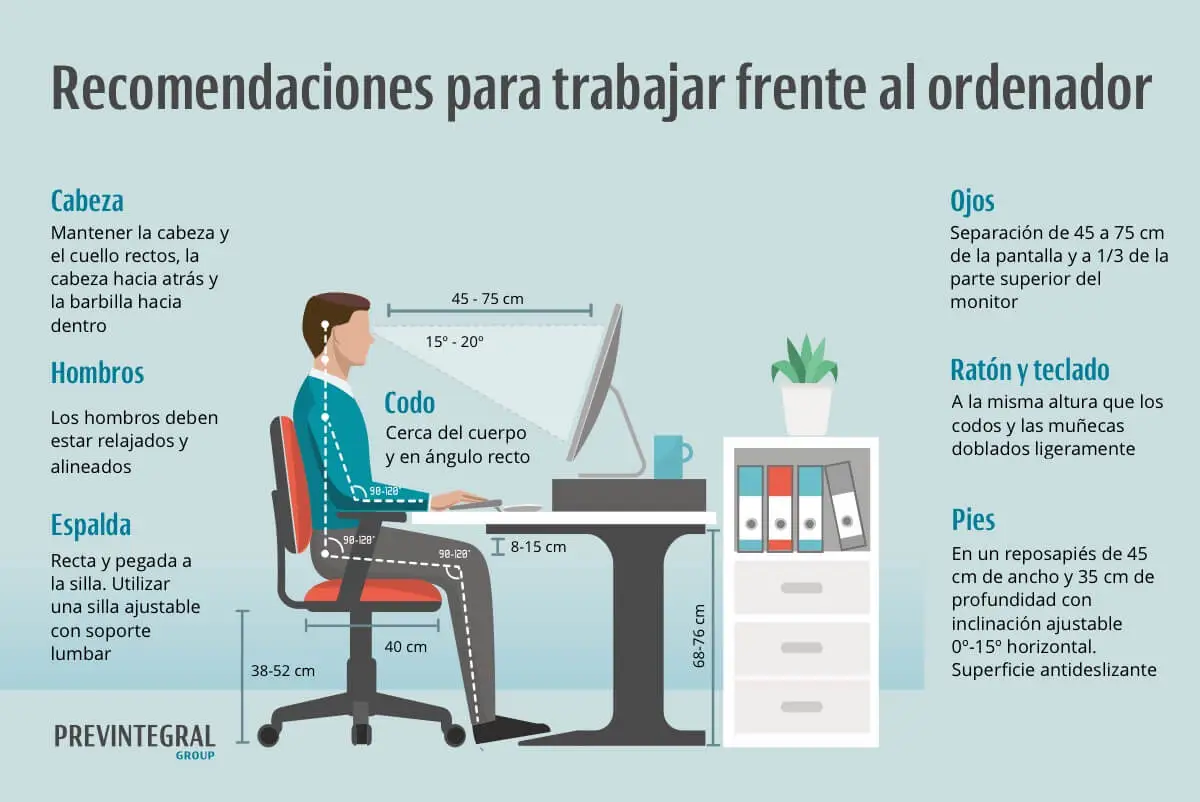 Recomendaciones para trabajar frente al ordenador
Cabeza
Mantener la cabeza y
el cuello rectos, la
cabeza hacia atrás y
la barbilla hacia
dentro
Hombros
Los hombros deben
estar relajados y
alineados
Espalda
Recta y pegada a
la silla. Utilizar
una silla ajustable
con soporte
lumbar
45 - 75 cm
15º - 20º
Codo
Cerca del cuerpo
y en ángulo recto
90-120°
90-120°
90-120°
8-15 cm
40 cm
38-52 cm
68-76 cm
Ojos
Separación de 45 a 75 cm
de la pantalla y a 1/3 de la
parte superior del
monitor
Ratón y teclado
A la misma altura que los
codos y las muñecas
doblados ligeramente
Pies
En un reposapiés de 45
cm de ancho y 35 cm de
profundidad con
inclinación ajustable
0º-15º horizontal.
Superficie antideslizante
PREVINTEGRAL
GROUP